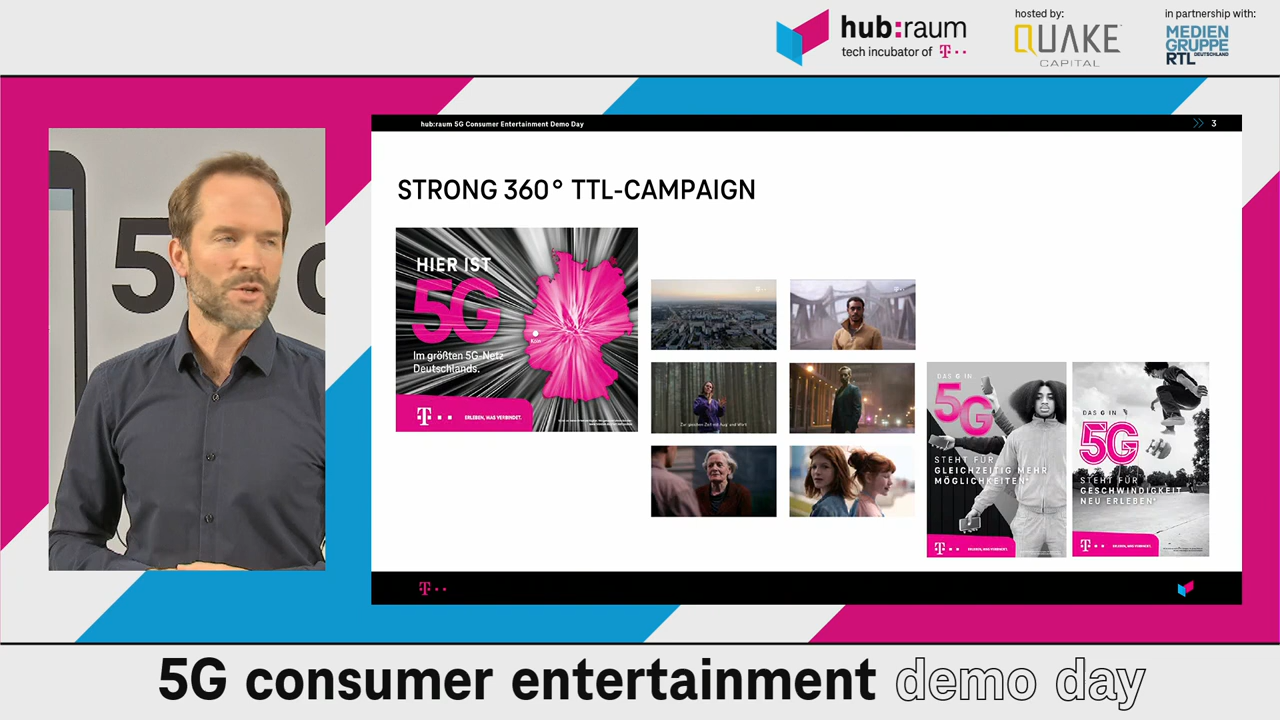 hub:raum
tech incubator of T
hosted by:
QUAKE
CAPITAL
in partnership with:
MEDIEN
GRUPPE
RTL DEUTSCHLAND
hub:raum 5G Consumer Entertainment Demo Day
3
5G
STRONG 360° TTL-CAMPAIGN
HIER IST
5G
Im größten 5G-Netz
Deutschlands.
Köln
T ERLEBEN, WAS VERBINDET.
DAS G IN
5G
STEHT FÜR
GLEICHZEITIG MEHR
MÖGLICHKEITEN*
T ERLEBEN, WAS VERBINDET.
DAS G IN
5G
STEHT FÜR
GESCHWINDIGKEIT
NEU ERLEBEN*
T ERLEBEN, WAS VERBINDET.
T
5G consumer entertainment demo day